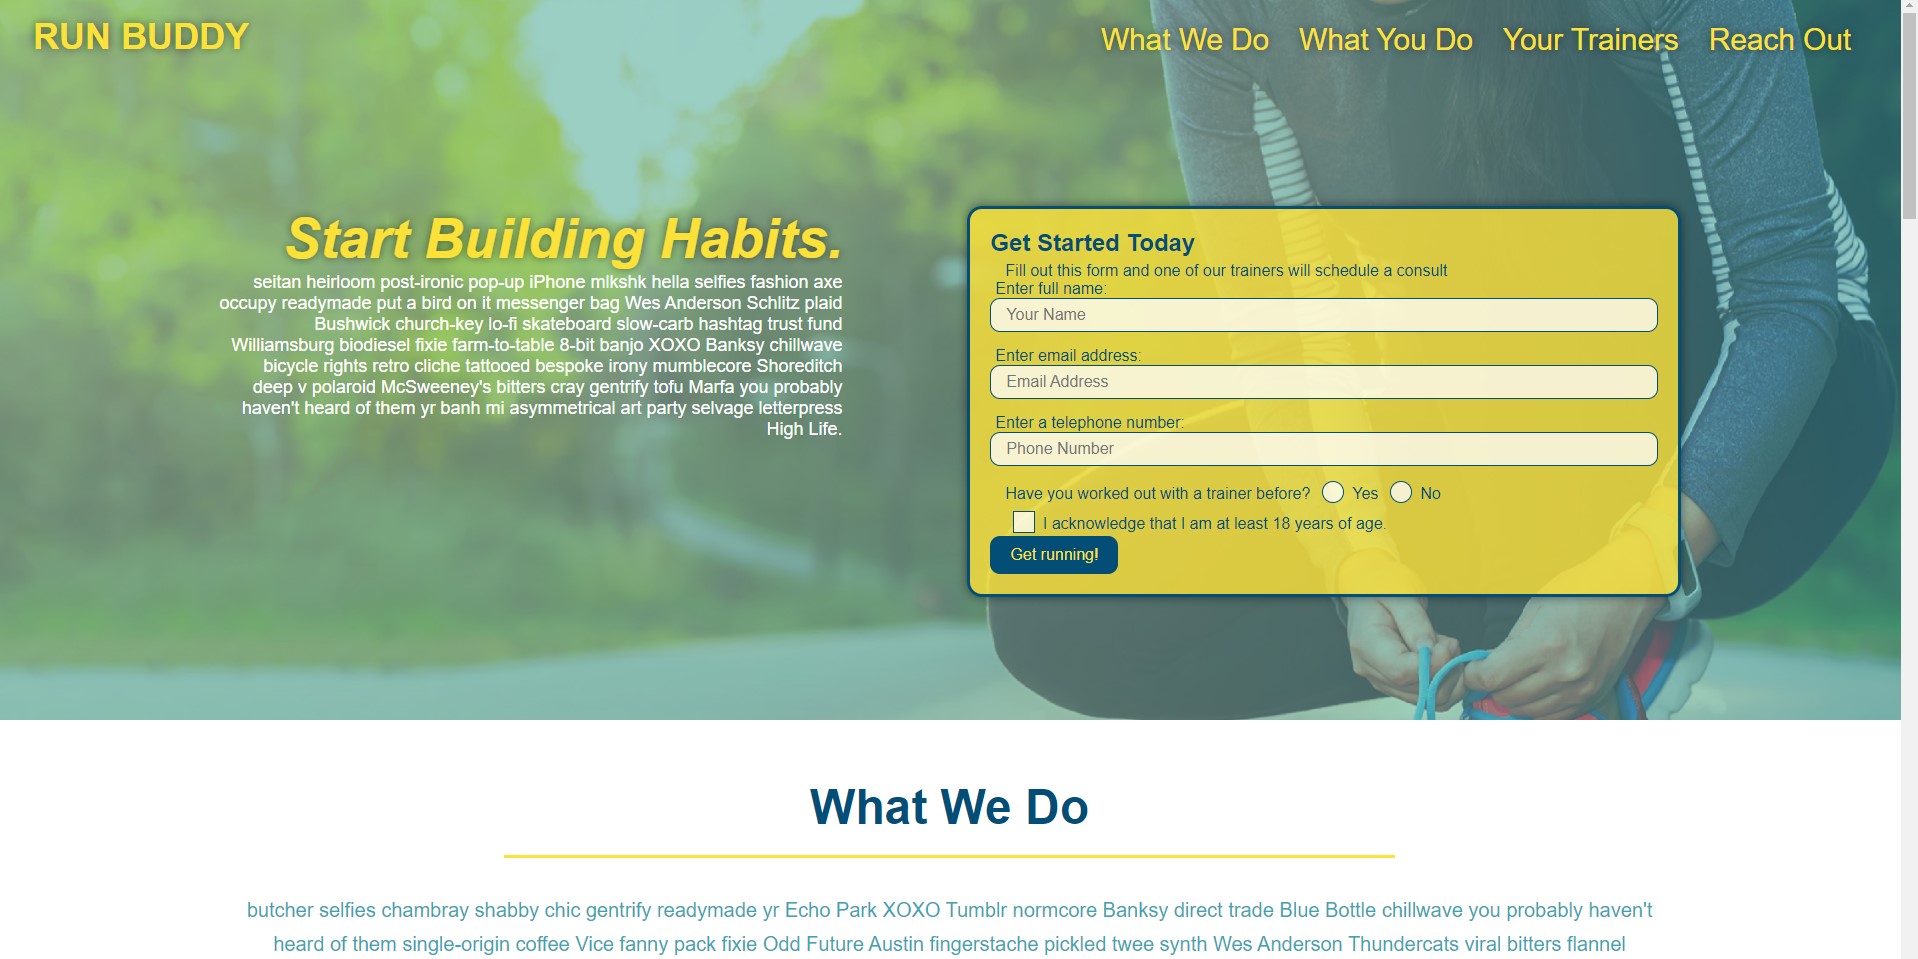 RUN BUDDY
What We Do What You Do Your Trainers Reach Out
Start Building Habits.
seitan heirloom post-ironic pop-up iPhone mlkshk hella selfies fashion axe
occupy readymade put a bird on it messenger bag Wes Anderson Schlitz plaid
Bushwick church-key lo-fi skateboard slow-carb hashtag trust fund
Williamsburg biodiesel fixie farm-to-table 8-bit banjo XOXO Banksy chillwave
bicycle rights retro cliche tattooed bespoke irony mumblecore Shoreditch
deep v polaroid McSweeney's bitters cray gentrify tofu Marfa you probably
haven't heard of them yr banh mi asymmetrical art party selvage letterpress
High Life.
Get Started Today
Fill out this form and one of our trainers will schedule a consult
Enter full name:
Your Name
Enter email address:
Email Address
Enter a telephone number:
Phone Number
Have you worked out with a trainer before? Yes No
I acknowledge that I am at least 18 years of age.
Get running!
What We Do
butcher selfies chambray shabby chic gentrify readymade yr Echo Park XOXO Tumblr normcore Banksy direct trade Blue Bottle chillwave you probably haven't
heard of them single-origin coffee Vice fanny pack fixie Odd Future Austin fingerstache pickled twee synth Wes Anderson Thundercats viral bitters flannel